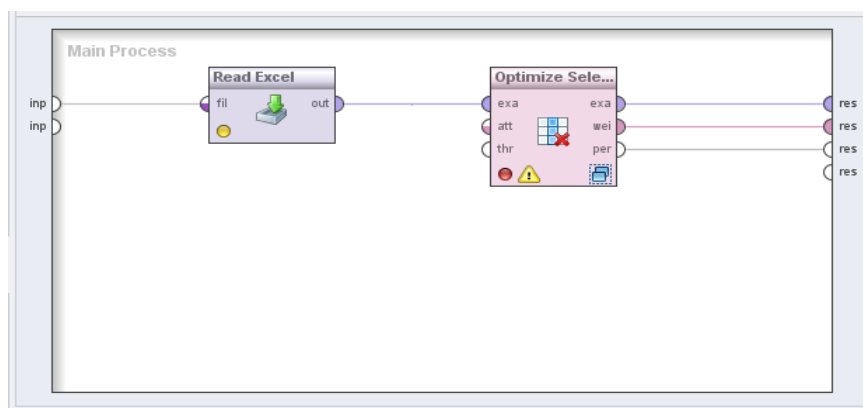 Main Process
Read Excel
Optimize Sele...
inp
fil
out
exa
exa
res
inp
att
wei
res
thr
per
res
res